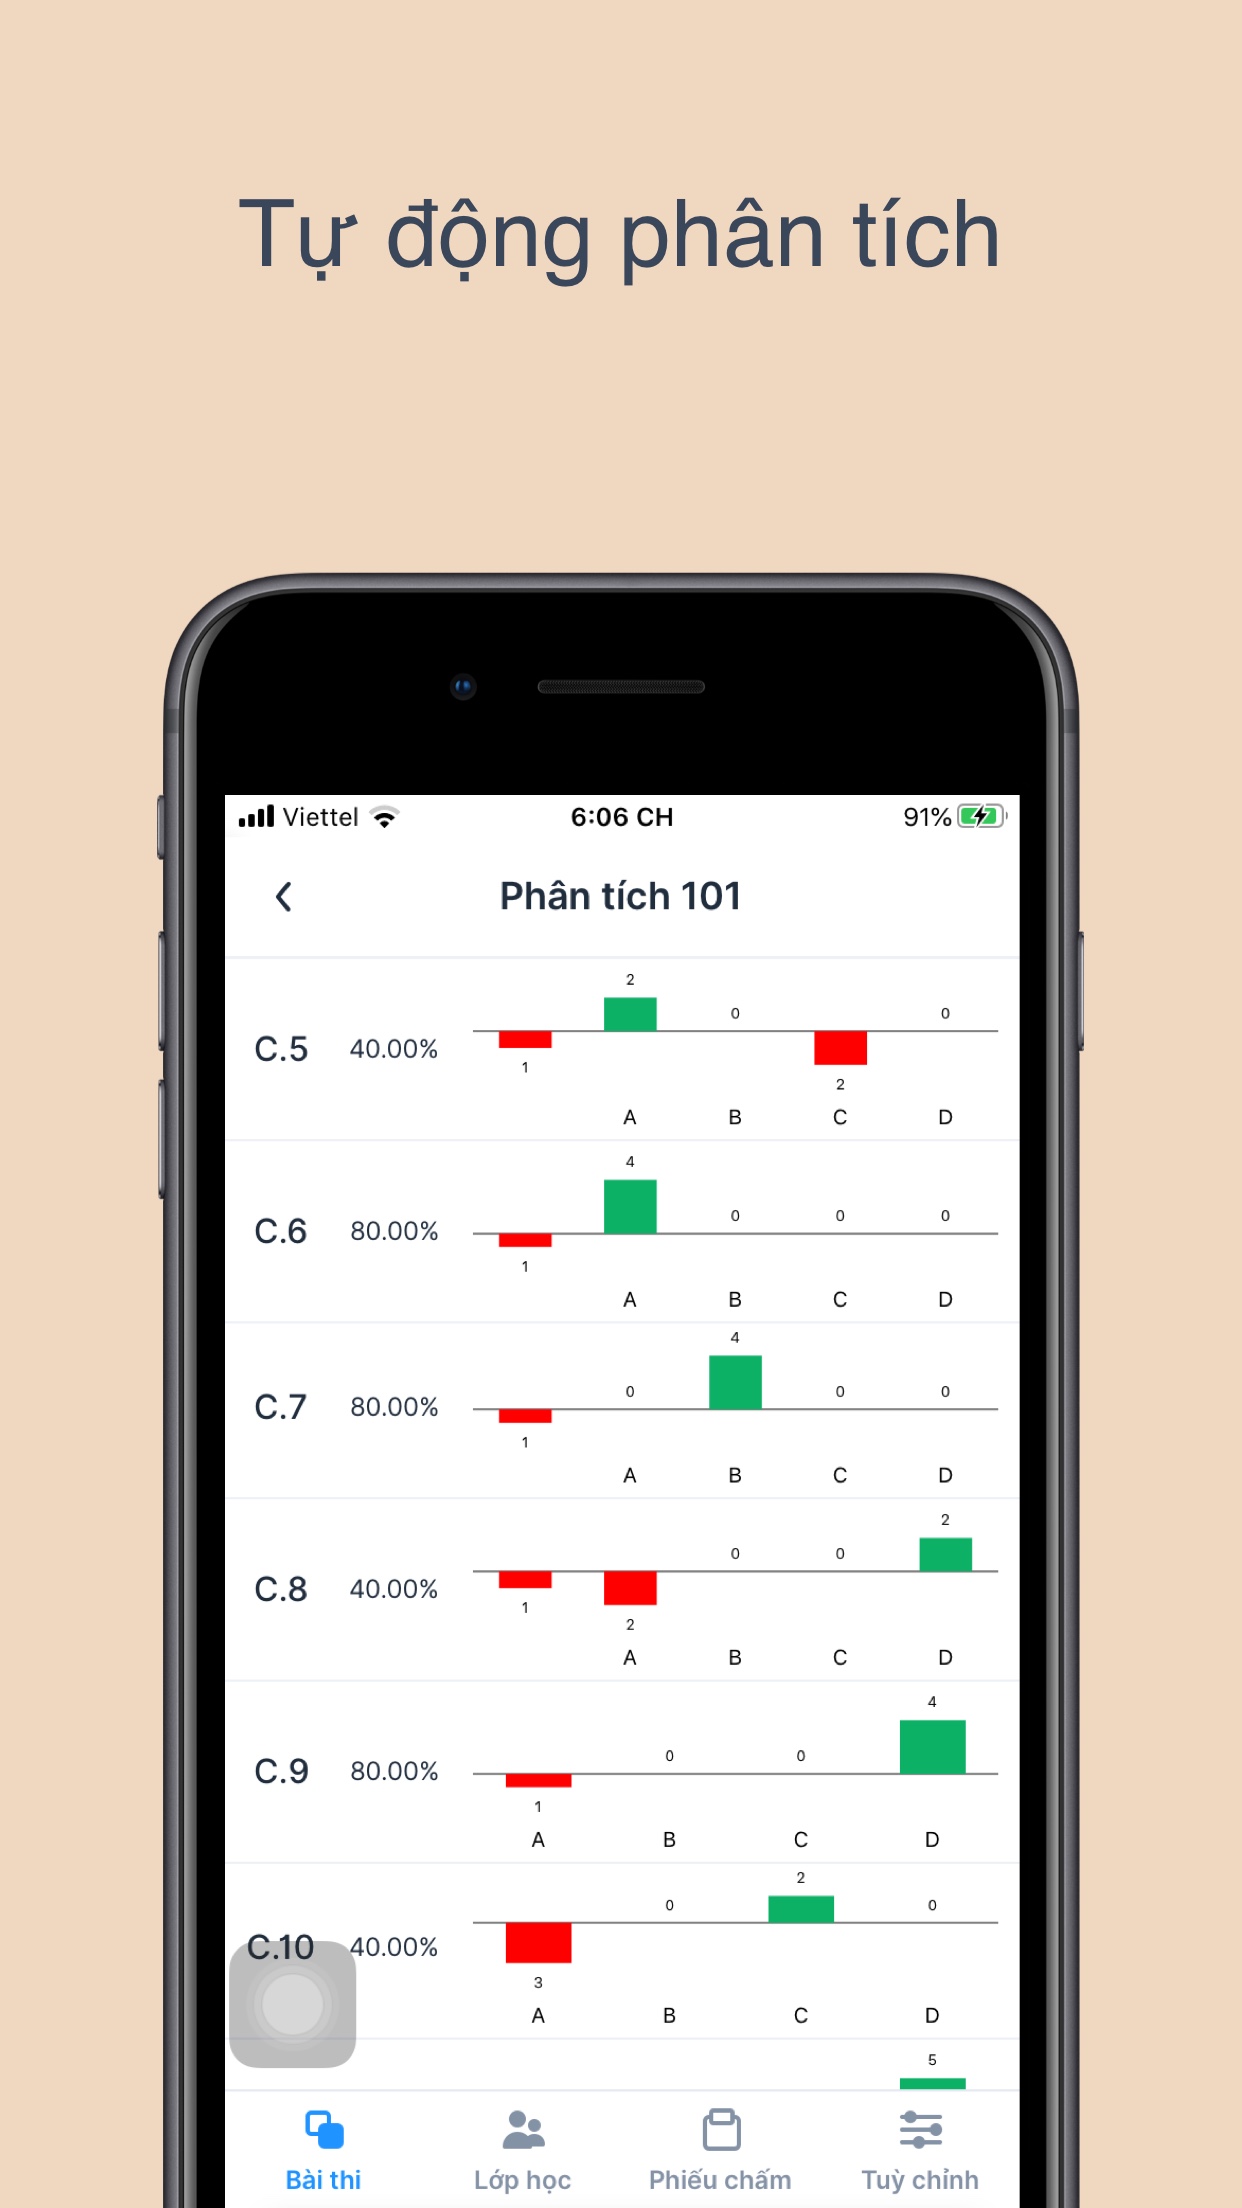 Tự động phân tích
Viettel 6:06 CH 91%
Phân tích 101
2
0 0
C.5 40.00%
1
2
A B C D
4
0 0 0
C.6 80.00%
1
A B C D
4
0 0 0
C.7 80.00%
1
A B C D
2
0 0
C.8 40.00%
1
2
A B C D
4
0 0
C.9 80.00%
1
A B C D
2
0 0
C.10 40.00%
3
A B C D
5
Bài thi Lớp học Phiếu chấm Tuỳ chỉnh